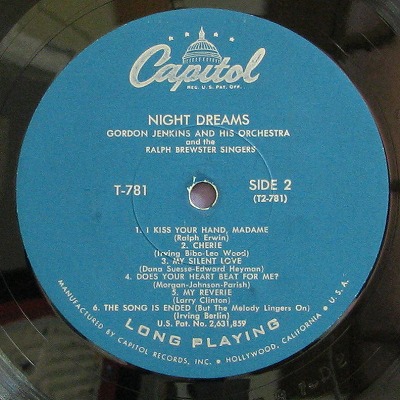 Capitol
REG. U.S. PAT. OFF.
NIGHT DREAMS
GORDON JENKINS AND HIS ORCHESTRA
and the
RALPH BREWSTER SINGERS
T-781
SIDE 2
(T2-781)
1. I KISS YOUR HAND, MADAME
(Ralph Erwin)
2. CHERIE
(Irving Bibo-Leo Wood)
3. MY SILENT LOVE
(Dana Suesse-Edward Heyman)
4. DOES YOUR HEART BEAT FOR ME?
(Morgan-Johnson-Parish)
5. MY REVERIE
(Larry Clinton)
6. THE SONG IS ENDED (But The Melody Lingers On)
(Irving Berlin)
U.S. Pat. No. 2,631,859
LONG PLAYING
MANUFACTURED BY CAPITOL RECORDS, INC. • HOLLYWOOD, CALIFORNIA • U.S.A.